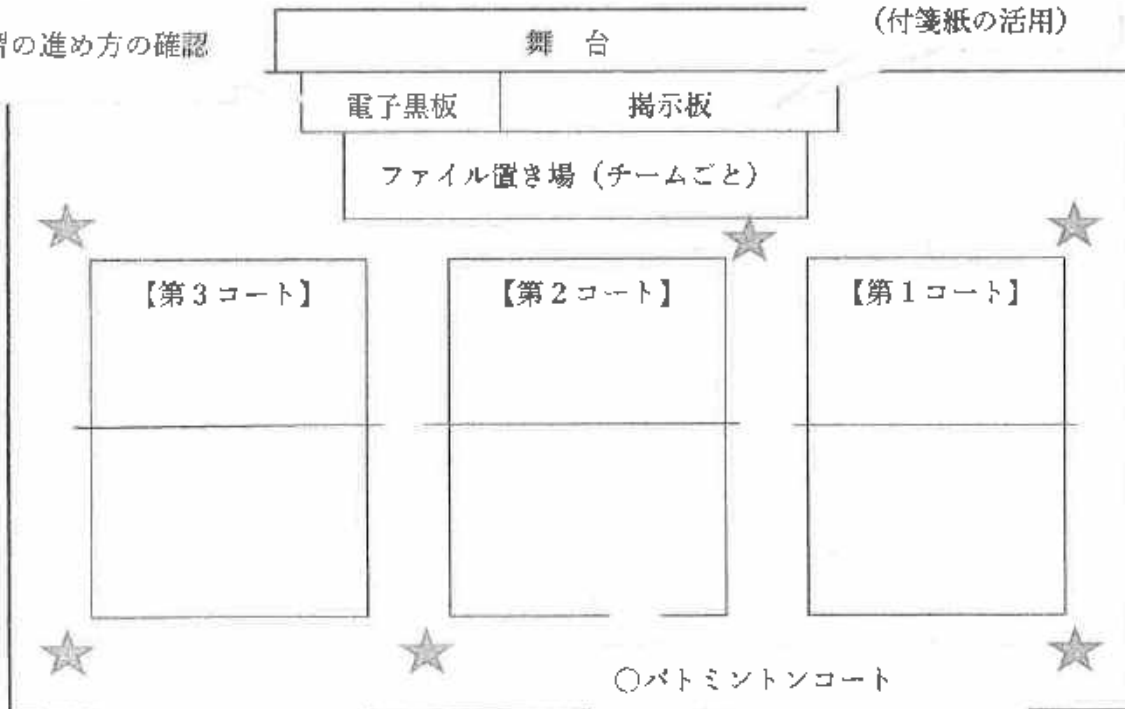 習の進め方の確認
(付箋紙の活用)
舞 台
電子黒板 掲示板
ファイル置き場(チームごと)
【第3コート】 【第2コート】 【第1コート】
○バトミントンコート